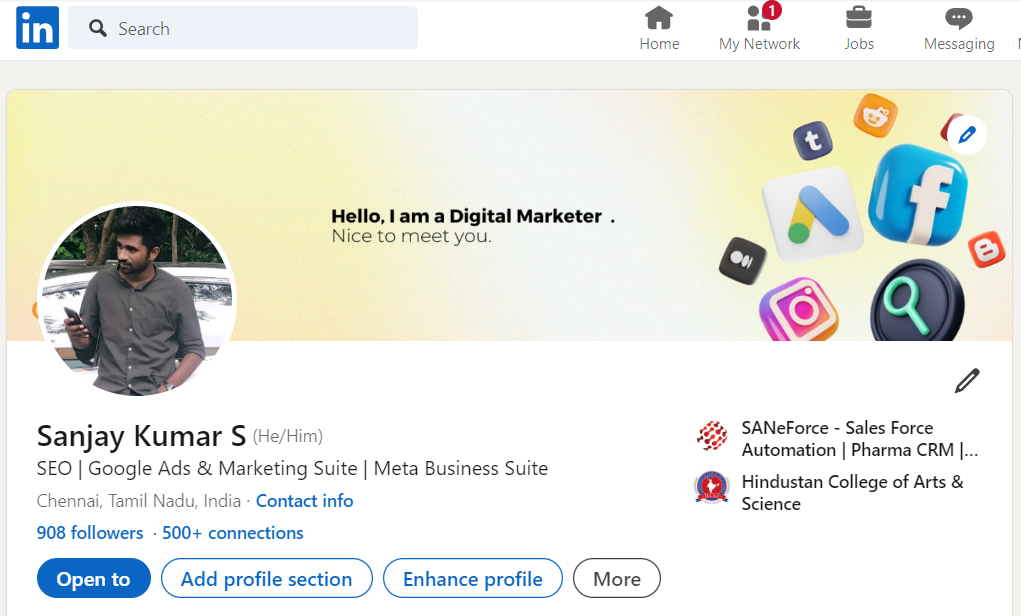 in
Search
Home
1
My Network
Jobs
Messaging
Hello, I am a Digital Marketer .
Nice to meet you.
Sanjay Kumar S (He/Him)
SEO | Google Ads & Marketing Suite | Meta Business Suite
Chennai, Tamil Nadu, India · Contact info
908 followers · 500+ connections
Open to
Add profile section
Enhance profile
More
SANeForce - Sales Force
Automation | Pharma CRM |...
Hindustan College of Arts &
Science